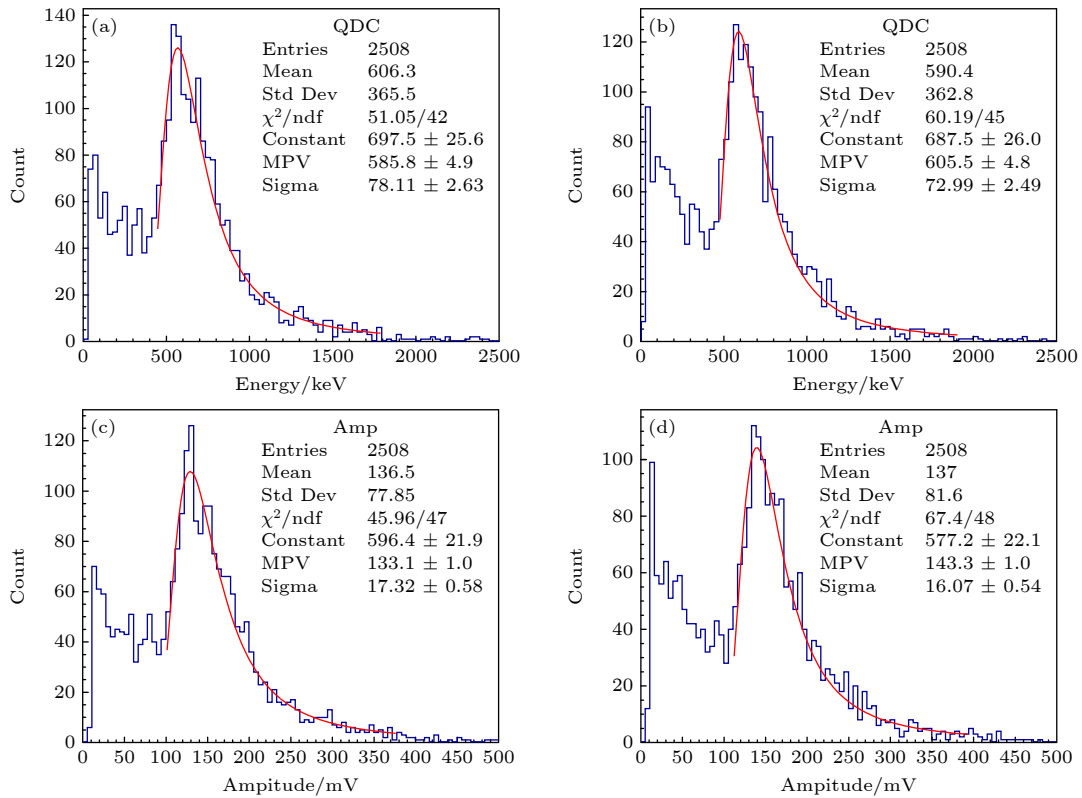 (a)
QDC
Entries 2508
Mean 606.3
Std Dev 365.5
χ²/ndf 51.05/42
Constant 697.5 ± 25.6
MPV 585.8 ± 4.9
Sigma 78.11 ± 2.63
Count
140
120
100
80
60
40
20
0
0 500 1000 1500 2000 2500
Energy/keV
(b)
QDC
Entries 2508
Mean 590.4
Std Dev 362.8
χ²/ndf 60.19/45
Constant 687.5 ± 26.0
MPV 605.5 ± 4.8
Sigma 72.99 ± 2.49
Count
120
100
80
60
40
20
0
0 500 1000 1500 2000 2500
Energy/keV
(c)
Amp
Entries 2508
Mean 136.5
Std Dev 77.85
χ²/ndf 45.96/47
Constant 596.4 ± 21.9
MPV 133.1 ± 1.0
Sigma 17.32 ± 0.58
Count
120
100
80
60
40
20
0
0 50 100 150 200 250 300 350 400 450 500
Ampitude/mV
(d)
Amp
Entries 2508
Mean 137
Std Dev 81.6
χ²/ndf 67.4/48
Constant 577.2 ± 22.1
MPV 143.3 ± 1.0
Sigma 16.07 ± 0.54
Count
100
80
60
40
20
0
0 50 100 150 200 250 300 350 400 450 500
Ampitude/mV